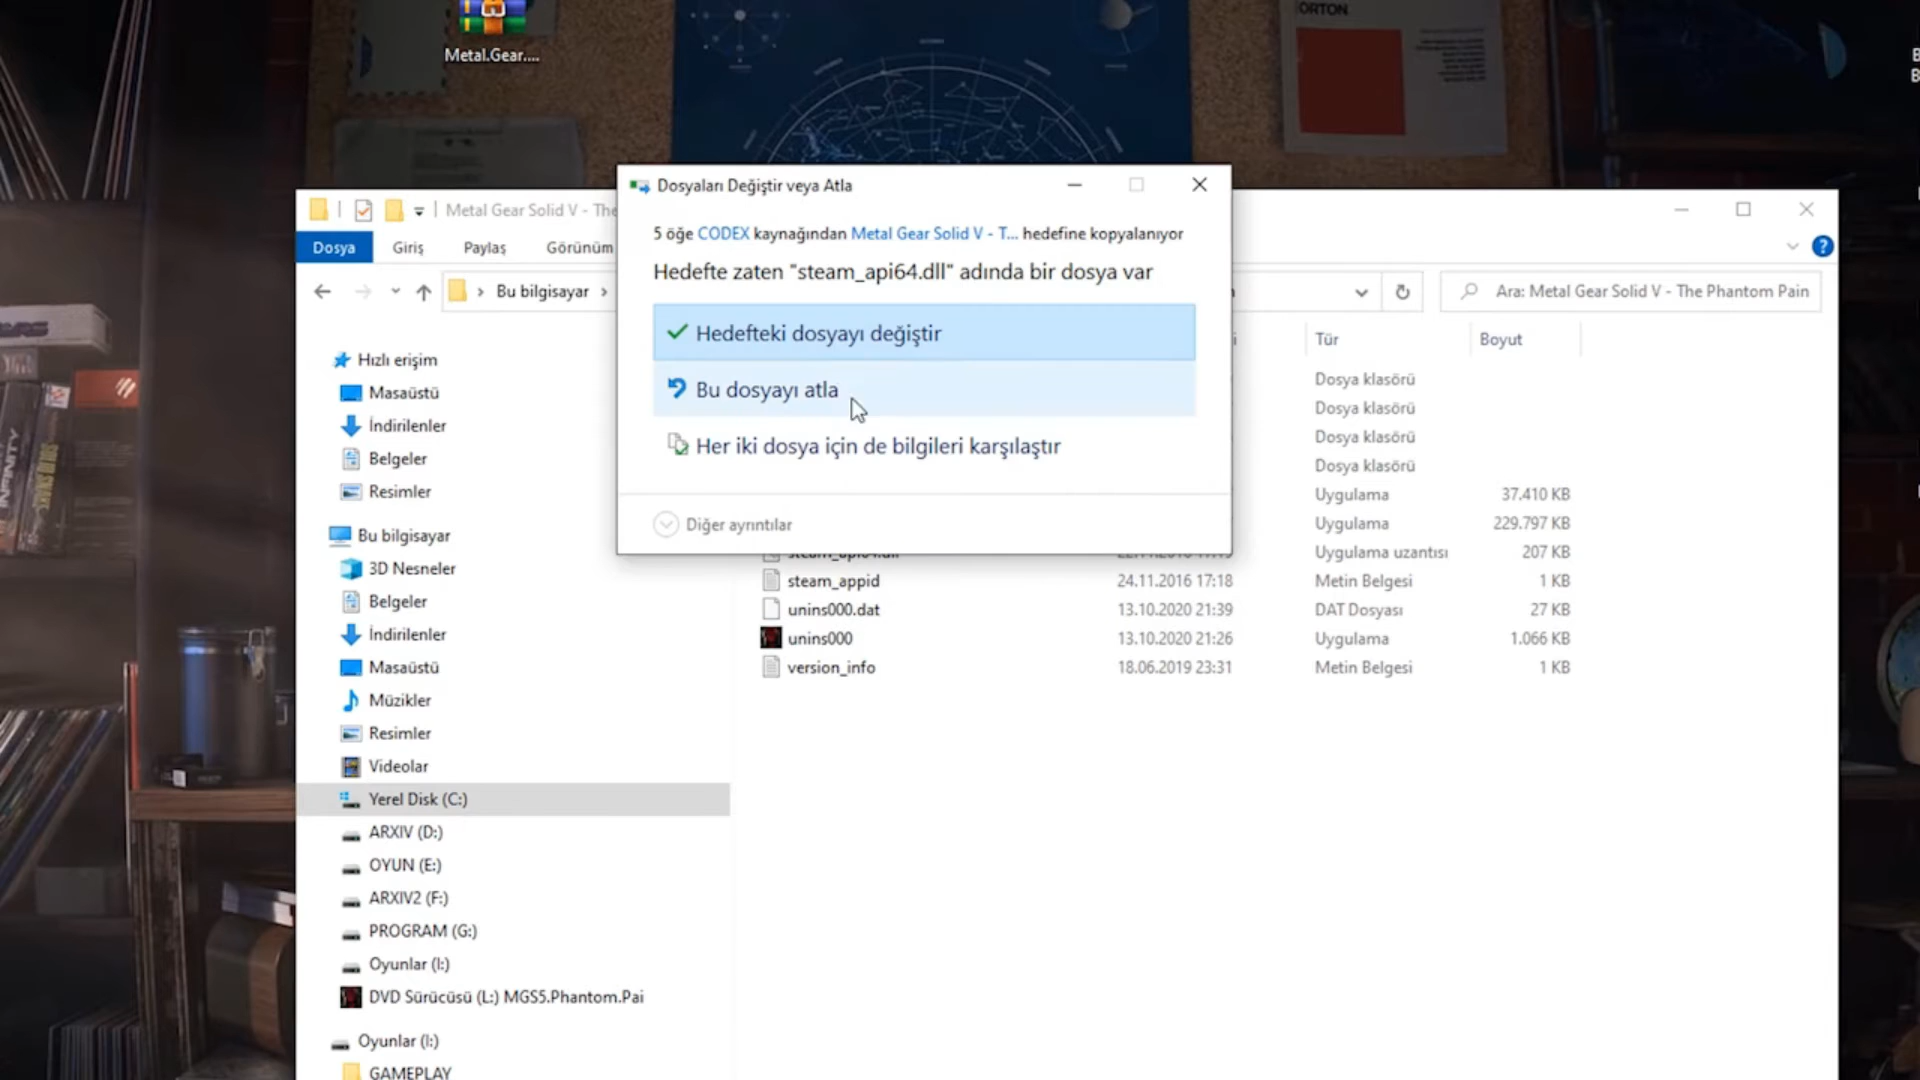 ORTON
Metal.Gear....
Dosyaları Değiştir veya Atla
5 öğe CODEX kaynağından Metal Gear Solid V - T... hedefine kopyalanıyor
Hedefte zaten "steam_api64.dll" adında bir dosya var
Hedefteki dosyayı değiştir
Bu dosyayı atla
Her iki dosya için de bilgileri karşılaştır
Diğer ayrıntılar
Metal Gear Solid V - The
Dosya
Giriş
Paylaş
Görünüm
Bu bilgisayar
Ara: Metal Gear Solid V - The Phantom Pain
Hızlı erişim
Masaüstü
İndirilenler
Belgeler
Resimler
Bu bilgisayar
3D Nesneler
Belgeler
İndirilenler
Masaüstü
Müzikler
Resimler
Videolar
Yerel Disk (C:)
ARXIV (D:)
OYUN (E:)
ARXIV2 (F:)
PROGRAM (G:)
Oyunlar (I:)
DVD Sürücüsü (L:) MGS5.Phantom.Pai
Oyunlar (I:)
GAMEPLAY
Tür Boyut
Dosya klasörü
Dosya klasörü
Dosya klasörü
Dosya klasörü
Uygulama 37.410 KB
Uygulama 229.797 KB
Uygulama uzantısı 207 KB
steam_appid 24.11.2016 17:18 Metin Belgesi 1 KB
unins000.dat 13.10.2020 21:39 DAT Dosyası 27 KB
unins000 13.10.2020 21:26 Uygulama 1.066 KB
version_info 18.06.2019 23:31 Metin Belgesi 1 KB